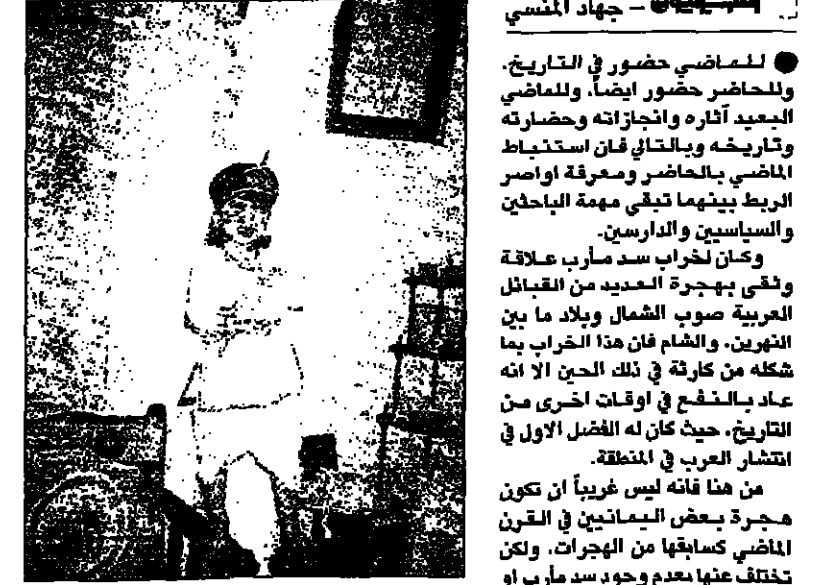 – جهاد المنسي
● للماضي حضور في التاريخ.
وللحاضر حضور ايضاً. وللماضي
البعيد آثاره وانجازاته وحضارته
وتاريخه وبالتالي فان استنباط
الماضي بالحاضر ومعرفة اواصر
الربط بينهما تبقى مهمة الباحثين
والسياسيين والدارسين.
وكان لخراب سد مأرب علاقة
وثقى بهجرة العديد من القبائل
العربية صوب الشمال وبلاد ما بين
النهرين. والشام فان هذا الخراب بما
شكله من كارثة في ذلك الحين الا انه
عاد بالنفع في اوقات اخرى من
التاريخ. حيث كان له الفضل الاول في
انتشار العرب في المنطقة.
من هنا فانه ليس غريباً ان تكون
هجرة بعض اليمانيين في القرن
الماضي كسابقها من الهجرات. ولكن
تختلف عنها بعدم وجود سد مأرب او